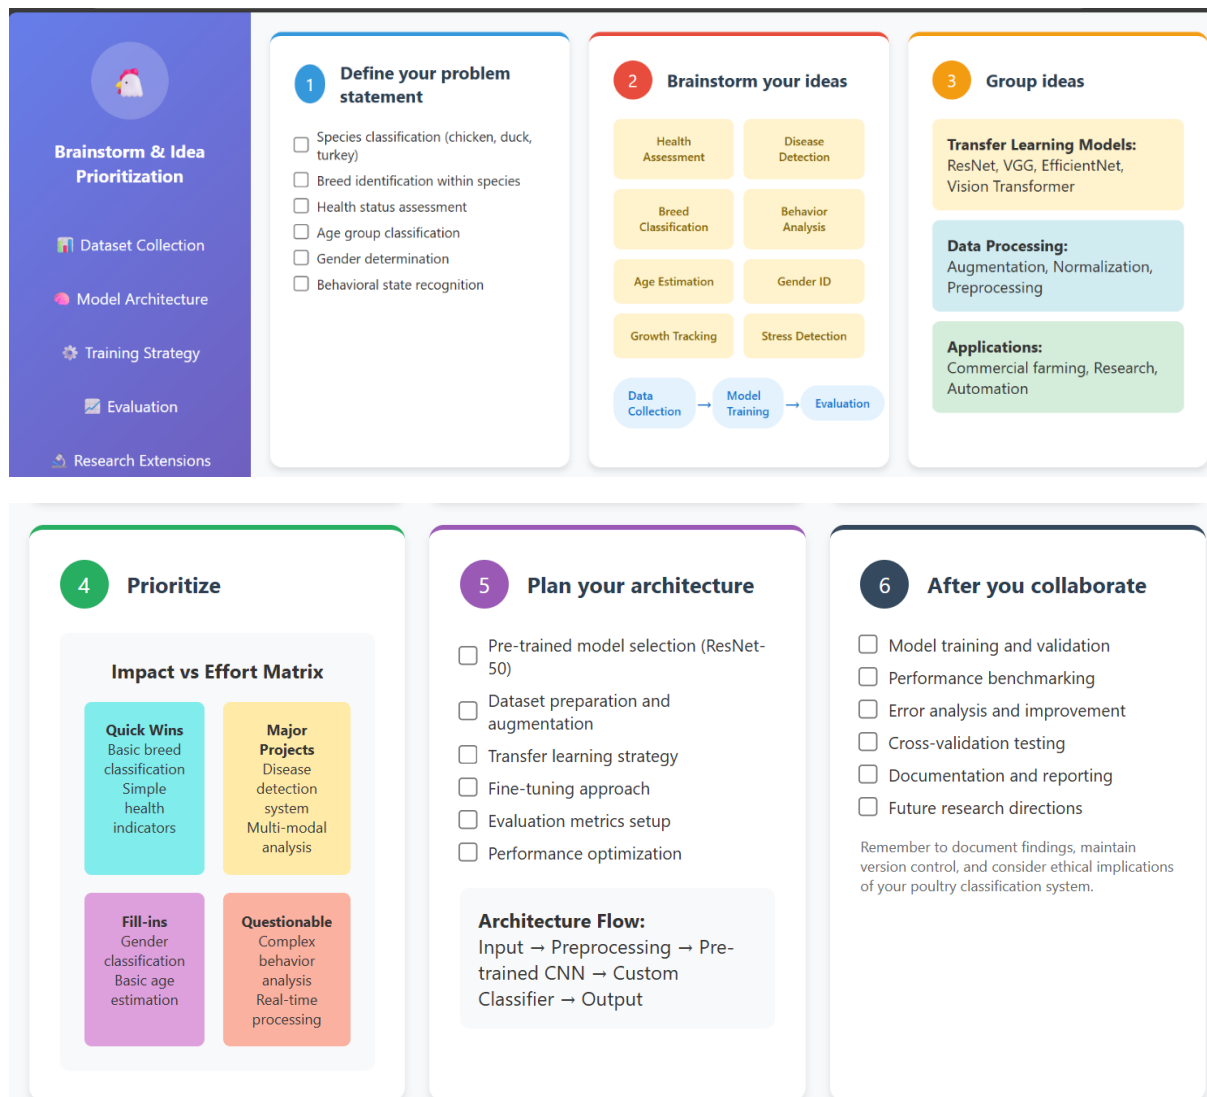 Brainstorm & Idea
Prioritization
Dataset Collection
Model Architecture
Training Strategy
Evaluation
Research Extensions
1
Define your problem
statement
Species classification (chicken, duck,
turkey)
Breed identification within species
Health status assessment
Age group classification
Gender determination
Behavioral state recognition
2
Brainstorm your ideas
Health
Assessment
Disease
Detection
Breed
Classification
Behavior
Analysis
Age Estimation
Gender ID
Growth Tracking
Stress Detection
Data
Collection
→
Model
Training
→
Evaluation
3
Group ideas
Transfer Learning Models:
ResNet, VGG, EfficientNet,
Vision Transformer
Data Processing:
Augmentation, Normalization,
Preprocessing
Applications:
Commercial farming, Research,
Automation
4
Prioritize
Impact vs Effort Matrix
Quick Wins
Basic breed
classification
Simple
health
indicators
Major
Projects
Disease
detection
system
Multi-modal
analysis
Fill-ins
Gender
classification
Basic age
estimation
Questionable
Complex
behavior
analysis
Real-time
processing
5
Plan your architecture
Pre-trained model selection (ResNet-
50)
Dataset preparation and
augmentation
Transfer learning strategy
Fine-tuning approach
Evaluation metrics setup
Performance optimization
Architecture Flow:
Input → Preprocessing → Pre-
trained CNN → Custom
Classifier → Output
6
After you collaborate
Model training and validation
Performance benchmarking
Error analysis and improvement
Cross-validation testing
Documentation and reporting
Future research directions
Remember to document findings, maintain
version control, and consider ethical implications
of your poultry classification system.